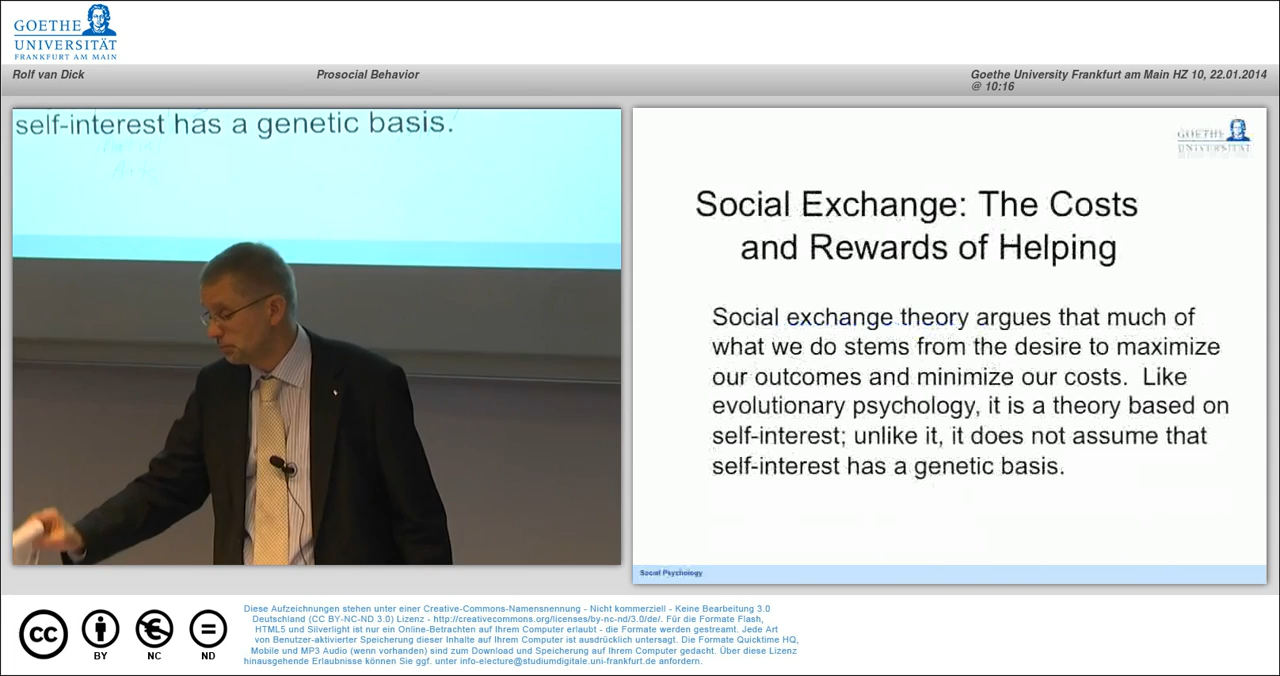 GOETHE
UNIVERSITÄT
FRANKFURT AM MAIN
Rolf van Dick
Prosocial Behavior
Goethe University Frankfurt am Main HZ 10, 22.01.2014
@ 10:16
self-interest has a genetic basis.
GOETHE
UNIVERSITÄT
Social Exchange: The Costs
and Rewards of Helping
Social exchange theory argues that much of
what we do stems from the desire to maximize
our outcomes and minimize our costs. Like
evolutionary psychology, it is a theory based on
self-interest; unlike it, it does not assume that
self-interest has a genetic basis.
Social Psychology
cc
BY
NC
ND
Diese Aufzeichnungen stehen unter einer Creative-Commons-Namensnennung - Nicht kommerziell - Keine Bearbeitung 3.0
Deutschland (CC BY-NC-ND 3.0) Lizenz - http://creativecommons.org/licenses/by-nc-nd/3.0/de/. Für die Formate Flash,
HTML5 und Silverlight ist nur ein Online-Betrachten auf Ihrem Computer erlaubt - die Formate werden gestreamt. Jede Art
von Benutzer-aktivierter Speicherung dieser Inhalte auf Ihrem Computer ist ausdrücklich untersagt. Die Formate Quicktime HQ,
Mobile und MP3 Audio (wenn vorhanden) sind zum Download und Speicherung auf Ihrem Computer gedacht. Über diese Lizenz
hinausgehende Erlaubnisse können Sie ggf. unter info-electure@studiumdigitale.uni-frankfurt.de anfordern.